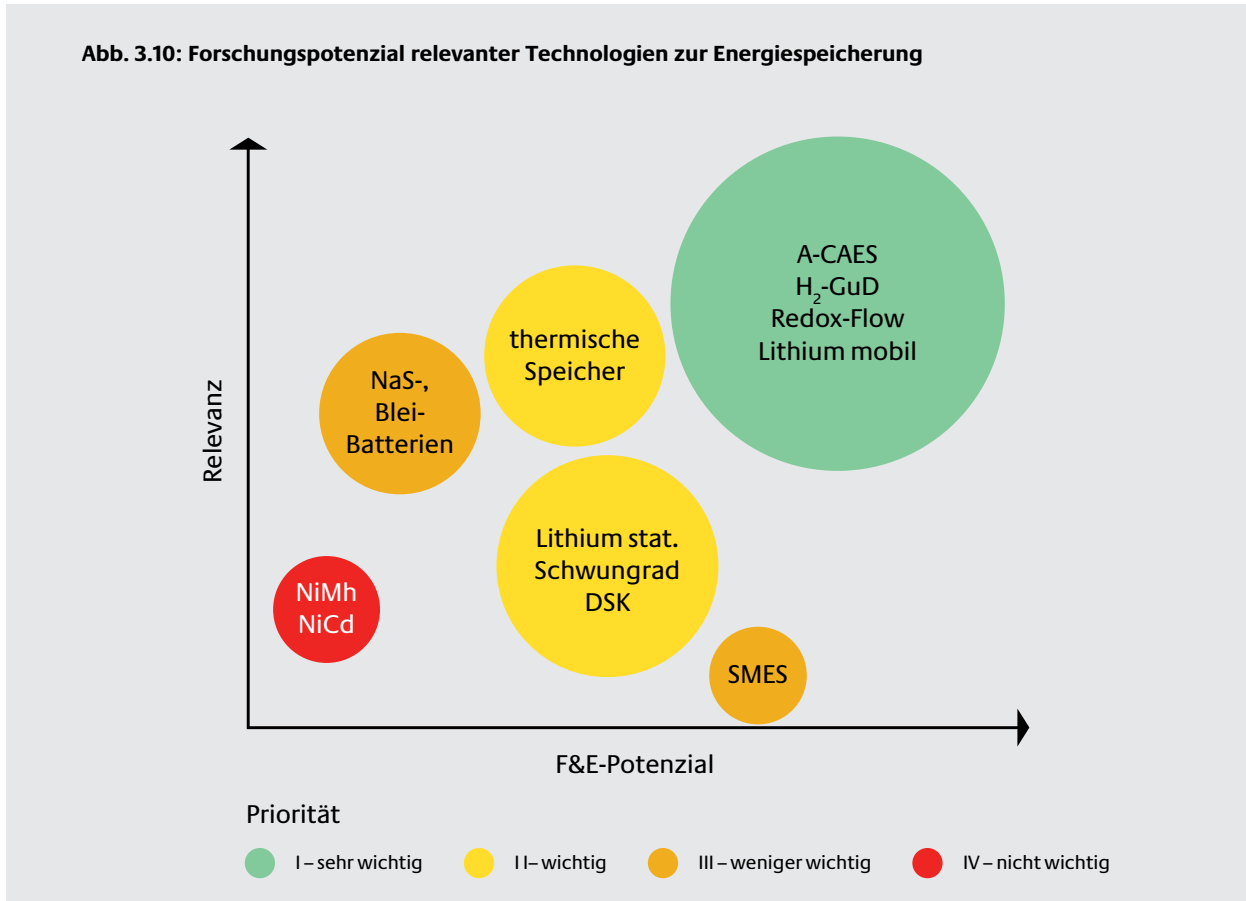 Abb. 3.10: Forschungspotenzial relevanter Technologien zur Energiespeicherung
Relevanz
A-CAES
H₂-GuD
Redox-Flow
Lithium mobil
thermische
Speicher
NaS-,
Blei-
Batterien
Lithium stat.
Schwungrad
DSK
NiMh
NiCd
SMES
F&E-Potenzial
Priorität
I – sehr wichtig
I I– wichtig
III – weniger wichtig
IV – nicht wichtig